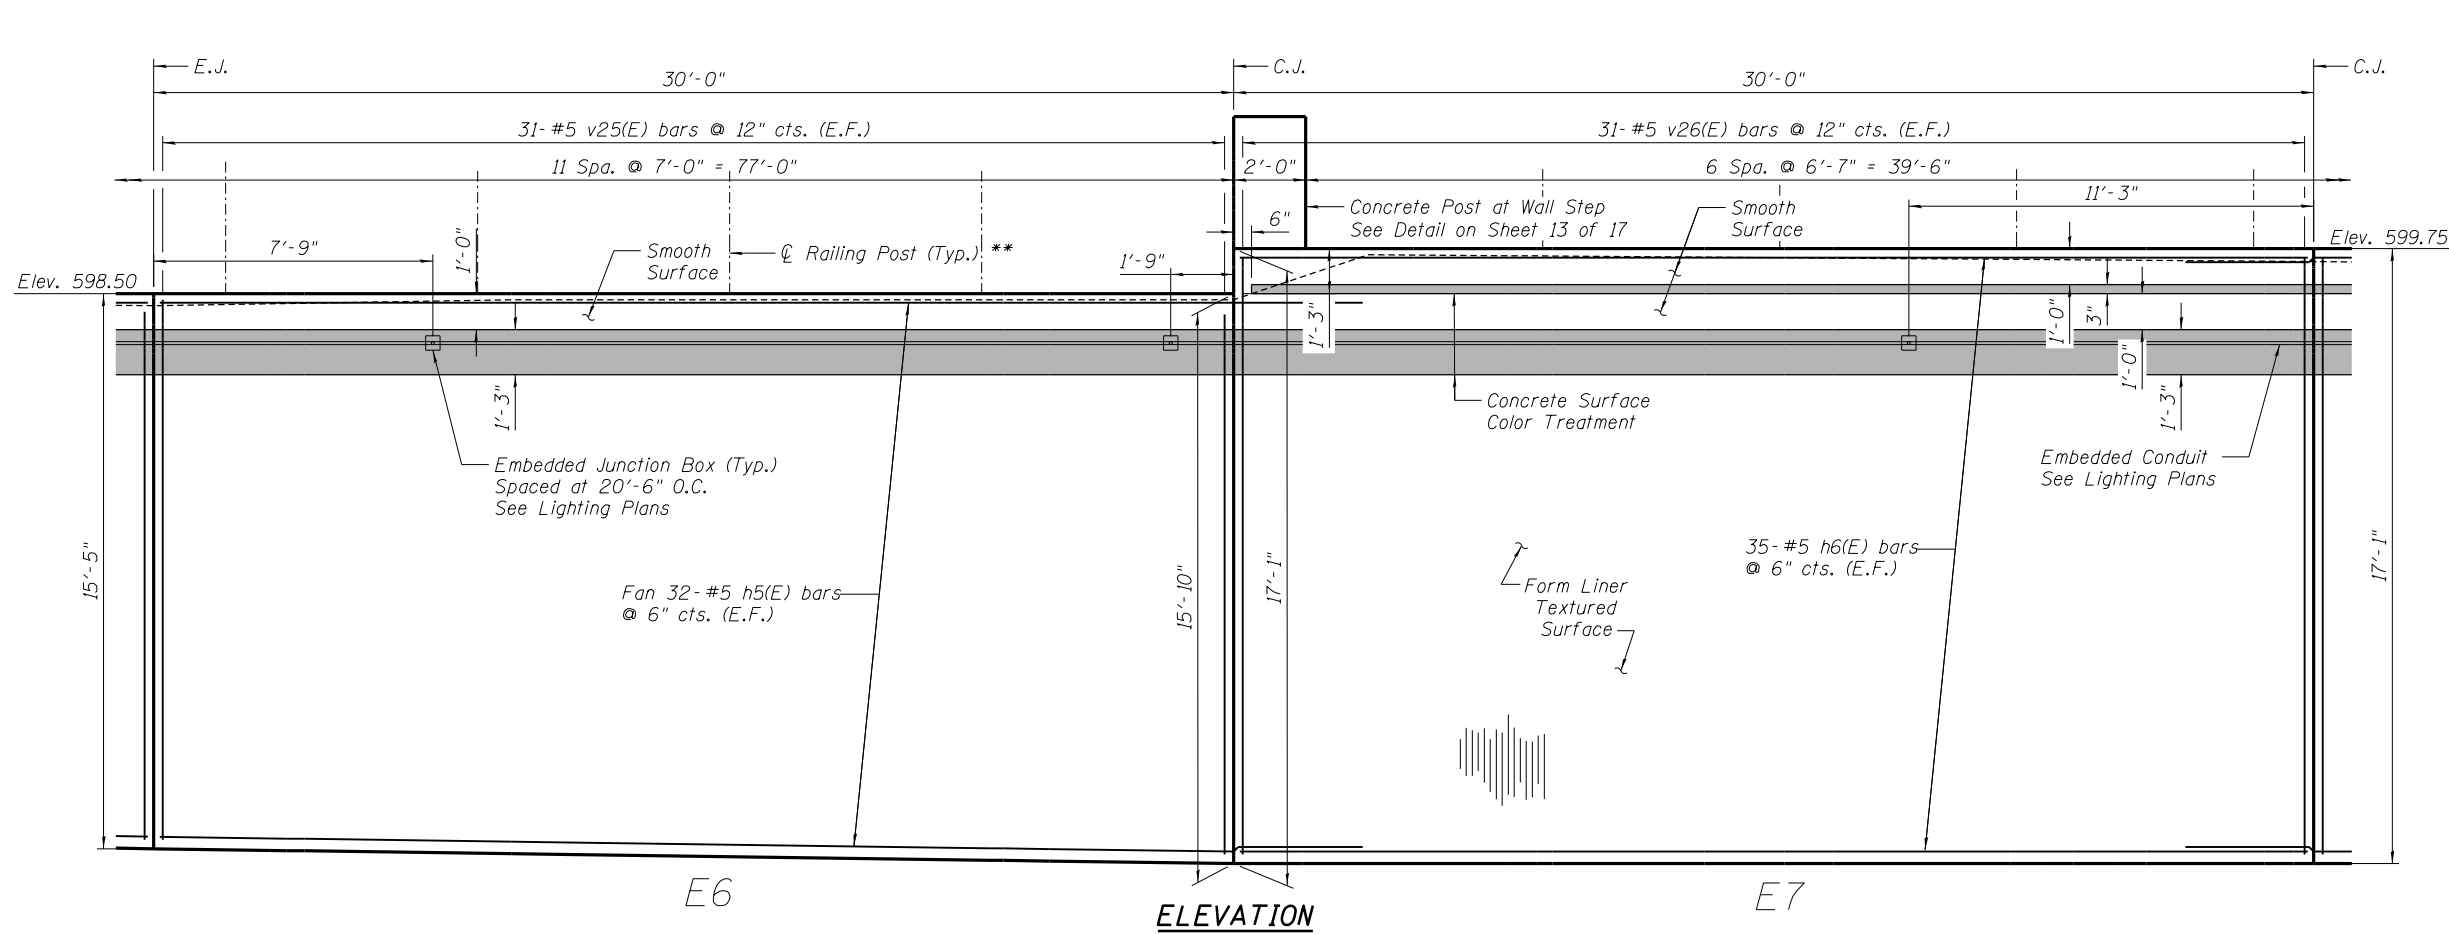 E.J.
C.J.
C.J.
30'-0"
30'-0"
31-#5 v25(E) bars @ 12" cts. (E.F.)
31-#5 v26(E) bars @ 12" cts. (E.F.)
11 Spa. @ 7'-0" = 77'-0"
2'-0"
6 Spa. @ 6'-7" = 39'-6"
11'-3"
Concrete Post at Wall Step
See Detail on Sheet 13 of 17
Smooth
Surface
6"
7'-9"
1'-0"
Smooth
Surface
℄ Railing Post (Typ.) **
1'-9"
Elev. 599.75
Elev. 598.50
1'-3"
1'-0"
3"
1'-0"
1'-3"
1'-3"
Concrete Surface
Color Treatment
Embedded Junction Box (Typ.)
Spaced at 20'-6" O.C.
See Lighting Plans
Embedded Conduit
See Lighting Plans
15'-5"
Fan 32-#5 h5(E) bars
@ 6" cts. (E.F.)
15'-10"
17'-1"
35-#5 h6(E) bars
@ 6" cts. (E.F.)
Form Liner
Textured
Surface
17'-1"
E6
E7
ELEVATION